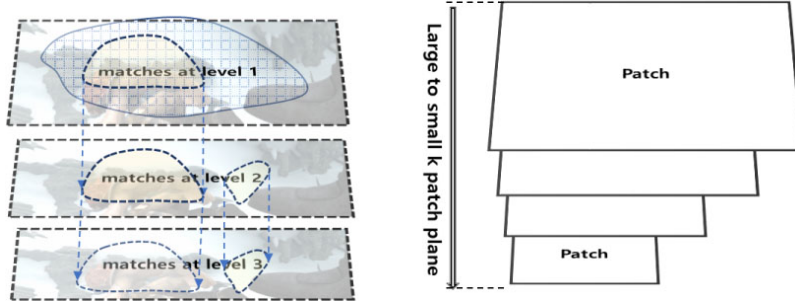 matches at level 1
matches at level 2
matches at level 3
Large to small k patch plane
Patch
Patch